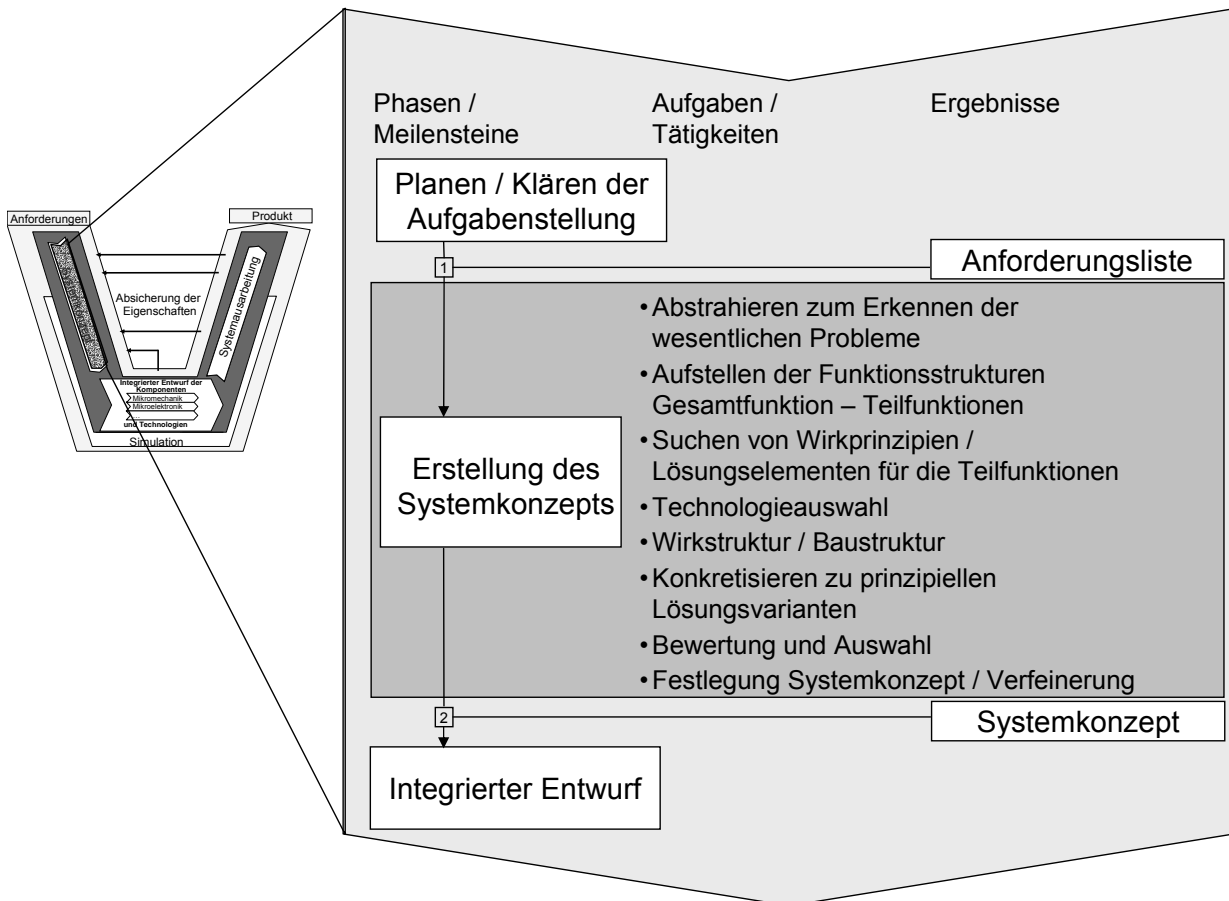 Phasen /
Meilensteine
Aufgaben /
Tätigkeiten
Ergebnisse
Planen / Klären der
Aufgabenstellung
1
Anforderungsliste
Erstellung des
Systemkonzepts
•Abstrahieren zum Erkennen der
wesentlichen Probleme
•Aufstellen der Funktionsstrukturen
Gesamtfunktion – Teilfunktionen
•Suchen von Wirkprinzipien /
Lösungselementen für die Teilfunktionen
•Technologieauswahl
•Wirkstruktur / Baustruktur
•Konkretisieren zu prinzipiellen
Lösungsvarianten
•Bewertung und Auswahl
•Festlegung Systemkonzept / Verfeinerung
2
Systemkonzept
Integrierter Entwurf
Anforderungen
Produkt
Absicherung der
Eigenschaften
Systemausarbeitung
Integrierter Entwurf der
Komponenten
Mikromechanik
Mikroelektronik
und Technologien
Simulation